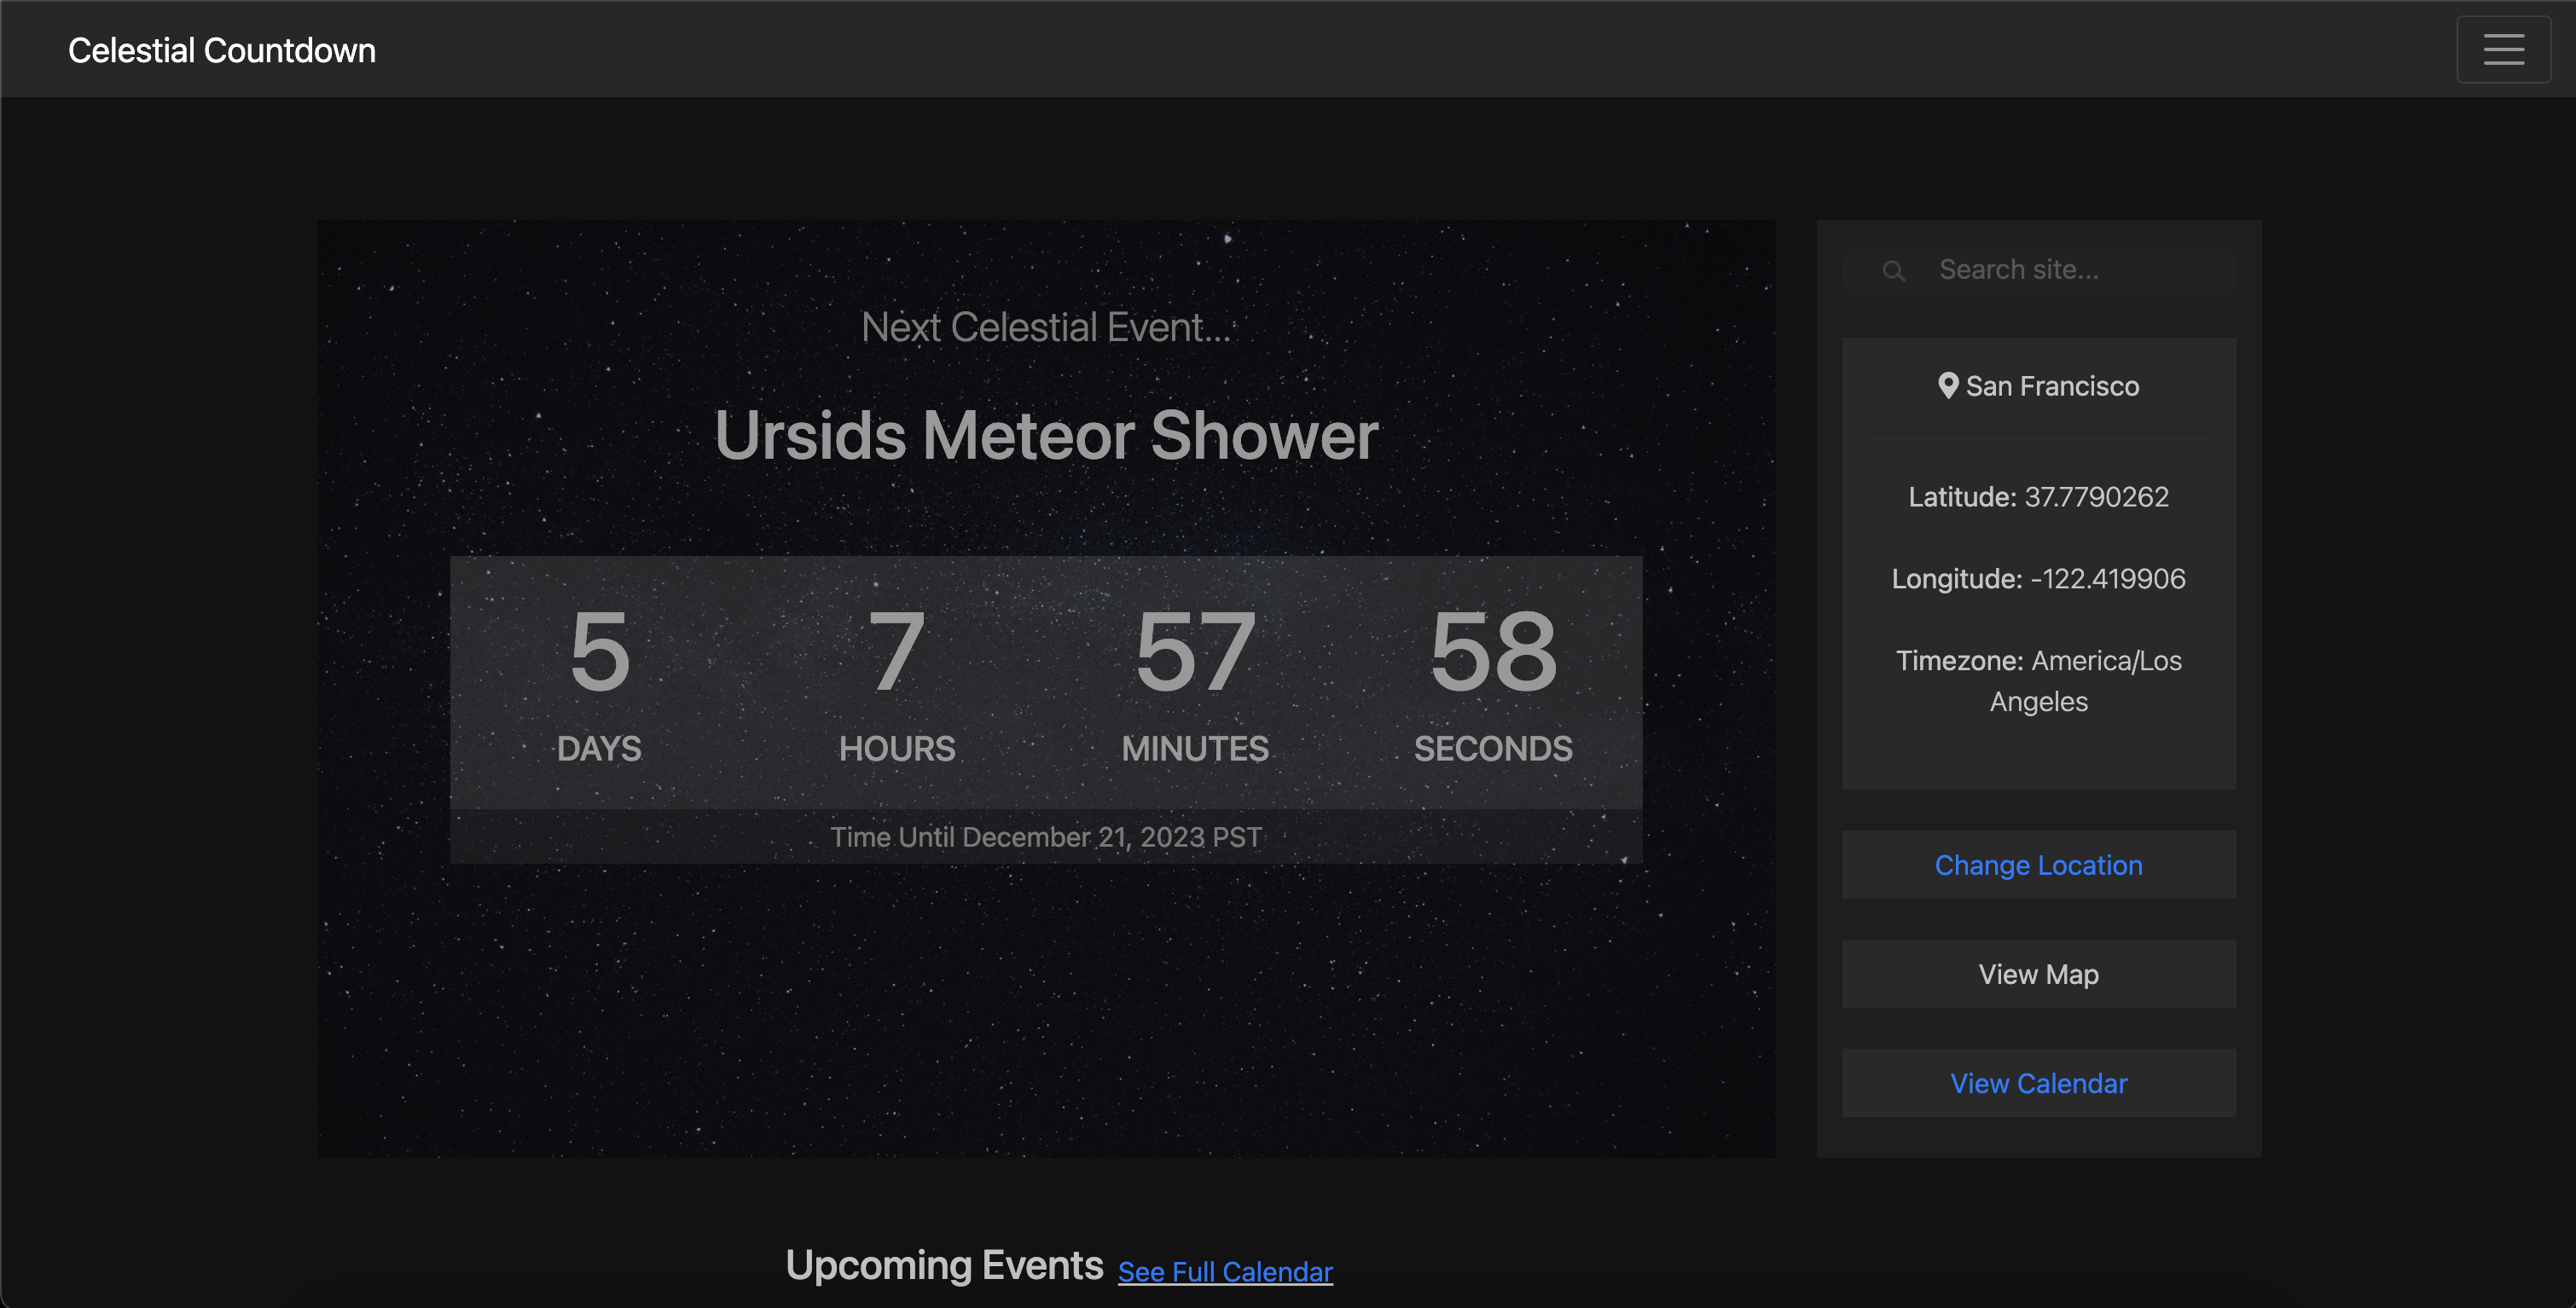 Celestial Countdown
Next Celestial Event...
Ursids Meteor Shower
5 7 57 58
DAYS HOURS MINUTES SECONDS
Time Until December 21, 2023 PST
Search site...
San Francisco
Latitude: 37.7790262
Longitude: -122.419906
Timezone: America/Los
Angeles
Change Location
View Map
View Calendar
Upcoming Events See Full Calendar